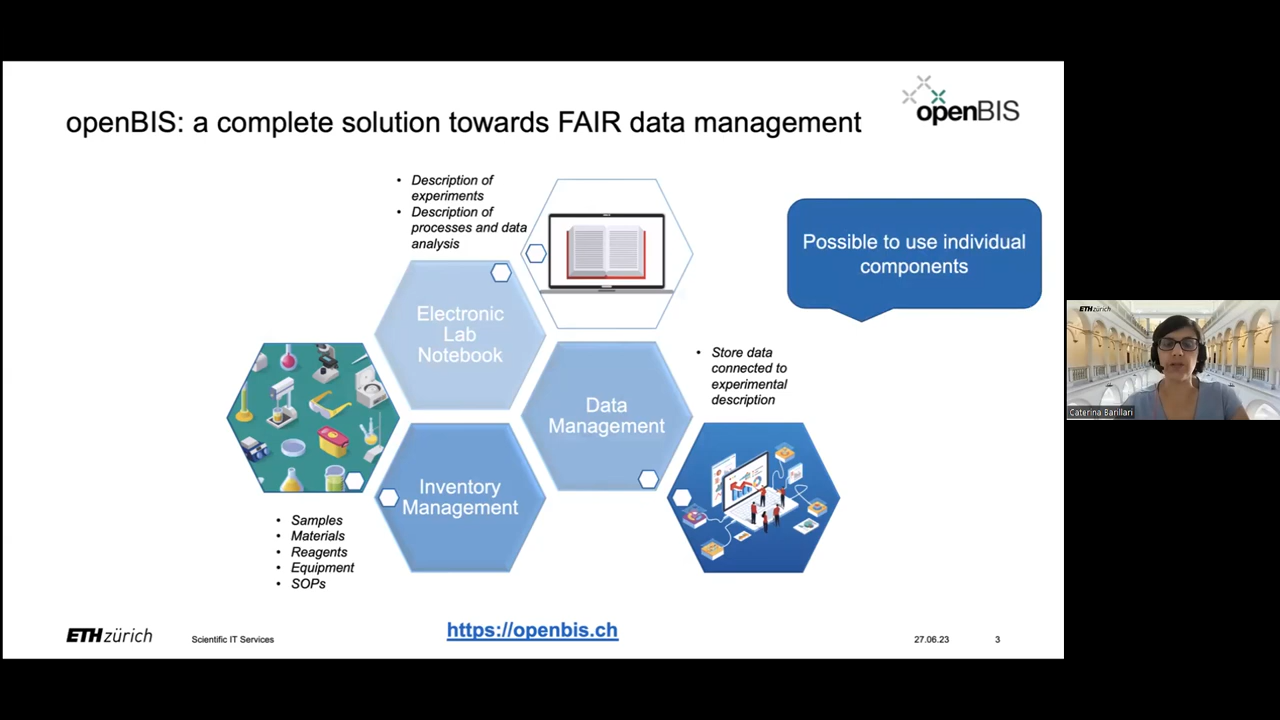 openBIS: a complete solution towards FAIR data management
openBIS
• Description of
experiments
• Description of
processes and data
analysis
Possible to use individual
components
Electronic
Lab
Notebook
• Store data
connected to
experimental
description
Data
Management
Inventory
Management
• Samples
• Materials
• Reagents
• Equipment
• SOPs
ETH zürich
Scientific IT Services
https://openbis.ch
27.06.23
3
ETH zürich
Caterina Barillari